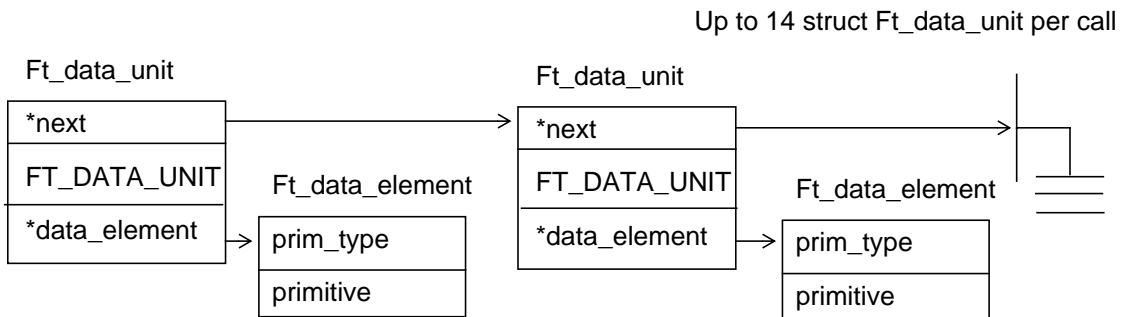 Up to 14 struct Ft_data_unit per call
Ft_data_unit
*next
FT_DATA_UNIT
*data_element
Ft_data_element
prim_type
primitive
Ft_data_unit
*next
FT_DATA_UNIT
*data_element
Ft_data_element
prim_type
primitive